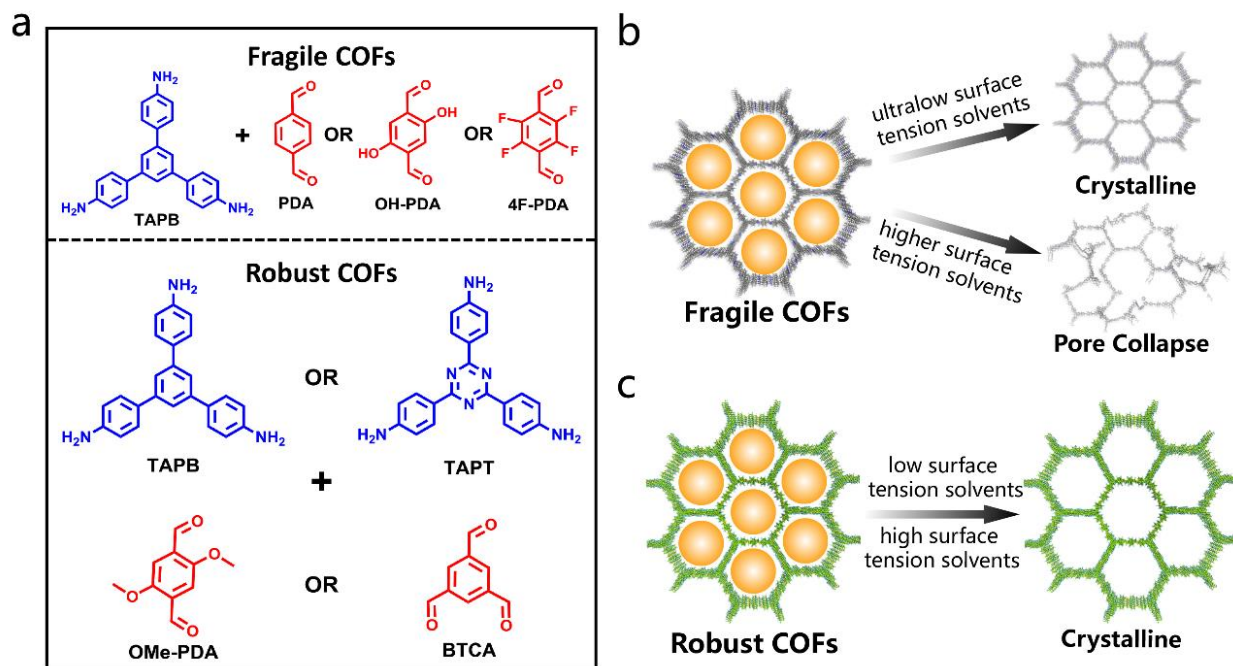 a
Fragile COFs
NH₂
H₂N
NH₂
TAPB
+
O
O
PDA
OR
O
OH
HO
O
OH-PDA
OR
O
F
F
F
F
O
4F-PDA
Robust COFs
NH₂
H₂N
NH₂
TAPB
OR
NH₂
N
N
N
H₂N
NH₂
TAPT
+
O
O
O
O
OMe-PDA
OR
O
O
O
BTCA
b
Fragile COFs
ultralow surface
tension solvents
Crystalline
higher surface
tension solvents
Pore Collapse
c
Robust COFs
low surface
tension solvents
high surface
tension solvents
Crystalline